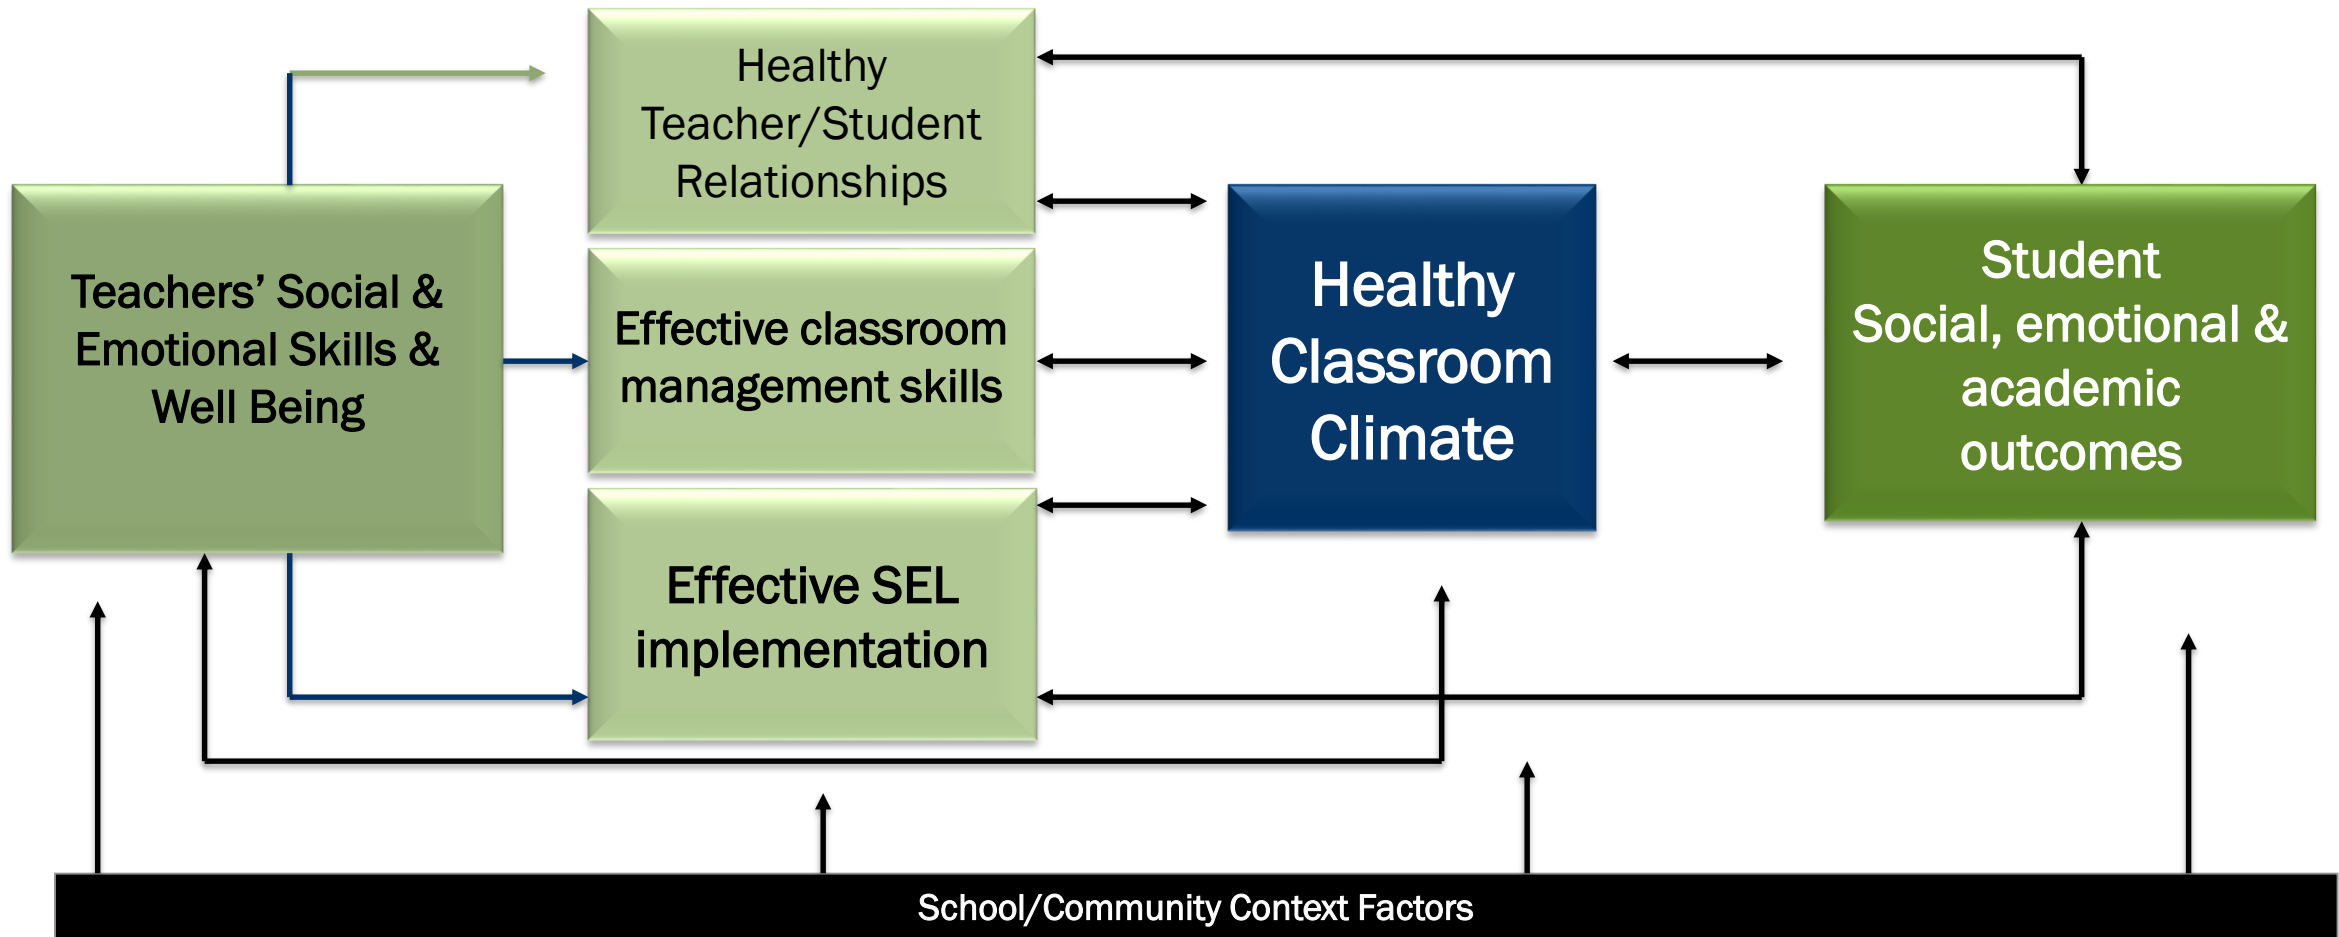 Healthy
Teacher/Student
Relationships
Teachers’ Social &
Emotional Skills &
Well Being
Effective classroom
management skills
Effective SEL
implementation
Healthy
Classroom
Climate
Student
Social, emotional &
academic
outcomes
School/Community Context Factors